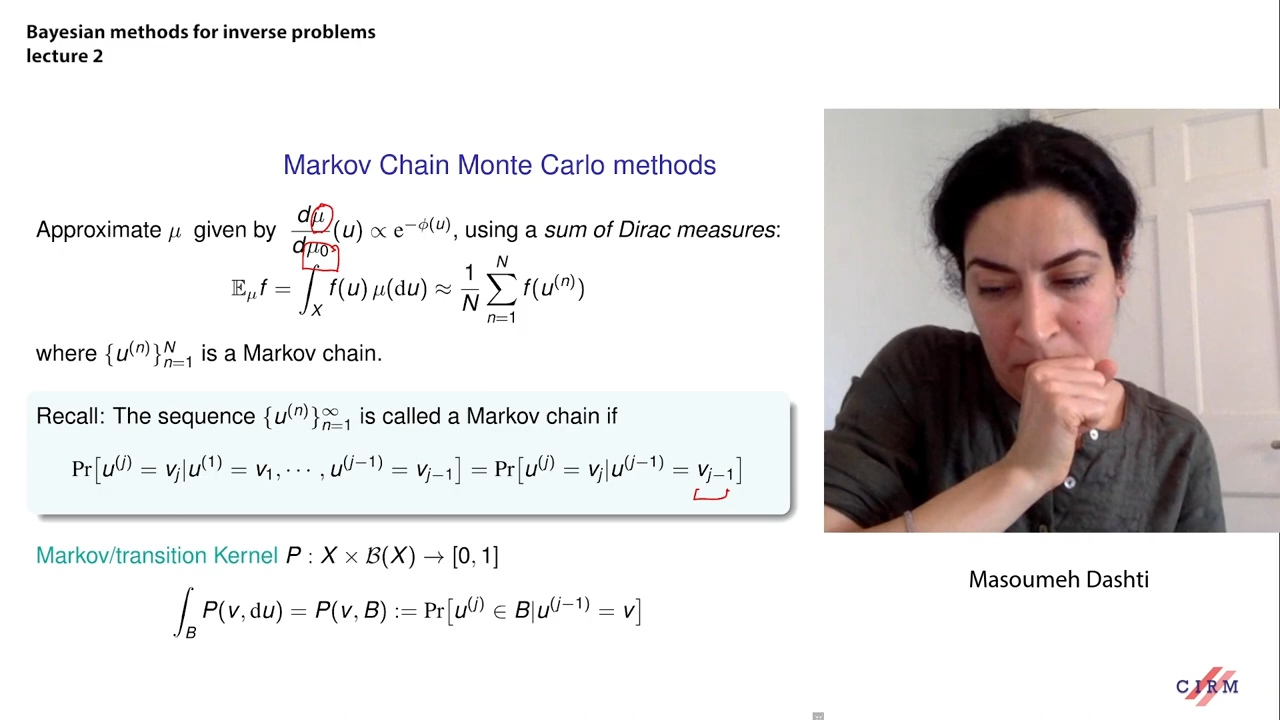 Bayesian methods for inverse problems
lecture 2
Markov Chain Monte Carlo methods
Approximate μ given by dμ/dμ₀ (u) ∝ e^{−ϕ(u)}, using a sum of Dirac measures:
𝔼_μ f = ∫_X f(u) μ(du) ≈ 1/N ∑_{n=1}^{N} f(u^{(n)})
where {u^{(n)}}_{n=1}^{N} is a Markov chain.
Recall: The sequence {u^{(n)}}_{n=1}^{∞} is called a Markov chain if
Pr[u^{(j)} = v_j|u^{(1)} = v_1, ⋯ , u^{(j−1)} = v_{j−1}] = Pr[u^{(j)} = v_j|u^{(j−1)} = v_{j−1}]
Markov/transition Kernel P : X × ℬ(X) → [0, 1]
∫_B P(v, du) = P(v, B) := Pr[u^{(j)} ∈ B|u^{(j−1)} = v]
Masoumeh Dashti
CIRM